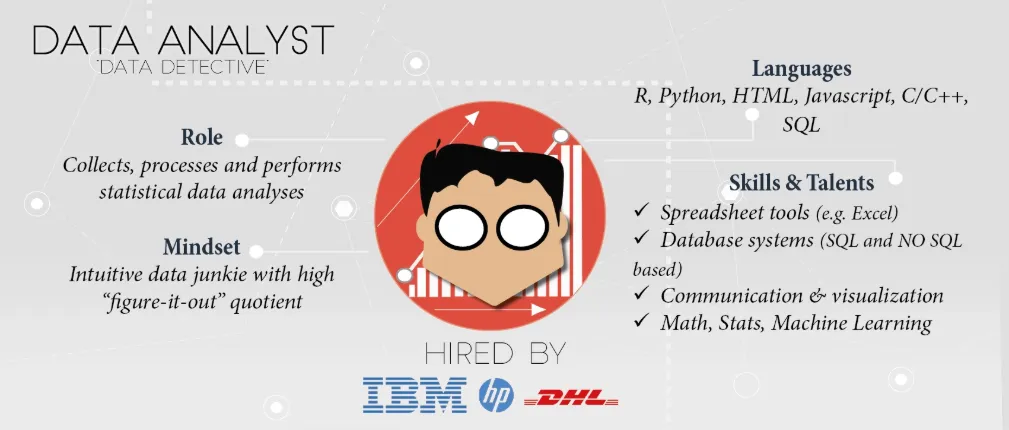 DATA ANALYST
"DATA DETECTIVE"
Role
Collects, processes and performs
statistical data analyses
Mindset
Intuitive data junkie with high
“figure-it-out” quotient
Languages
R, Python, HTML, Javascript, C/C++,
SQL
Skills & Talents
✓ Spreadsheet tools (e.g. Excel)
✓ Database systems (SQL and NO SQL
based)
✓ Communication & visualization
✓ Math, Stats, Machine Learning
HIRED BY
IBM hp DHL